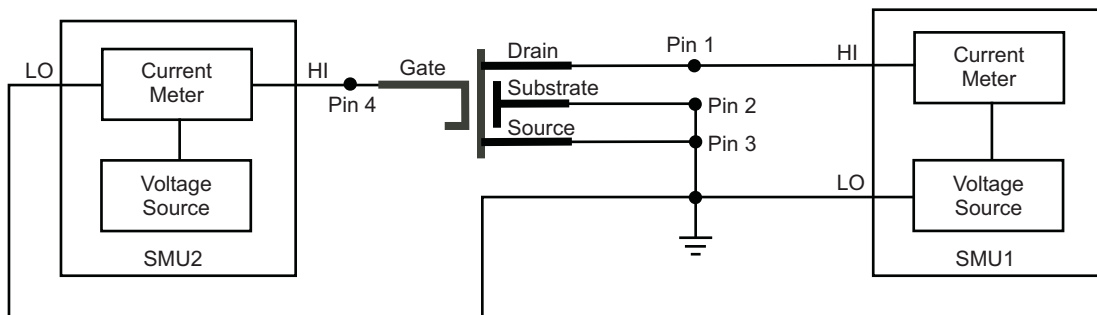 LO
Current
Meter
HI
Pin 4
Voltage
Source
SMU2
Gate
Drain
Substrate
Source
Pin 1
Pin 2
Pin 3
HI
LO
Current
Meter
Voltage
Source
SMU1